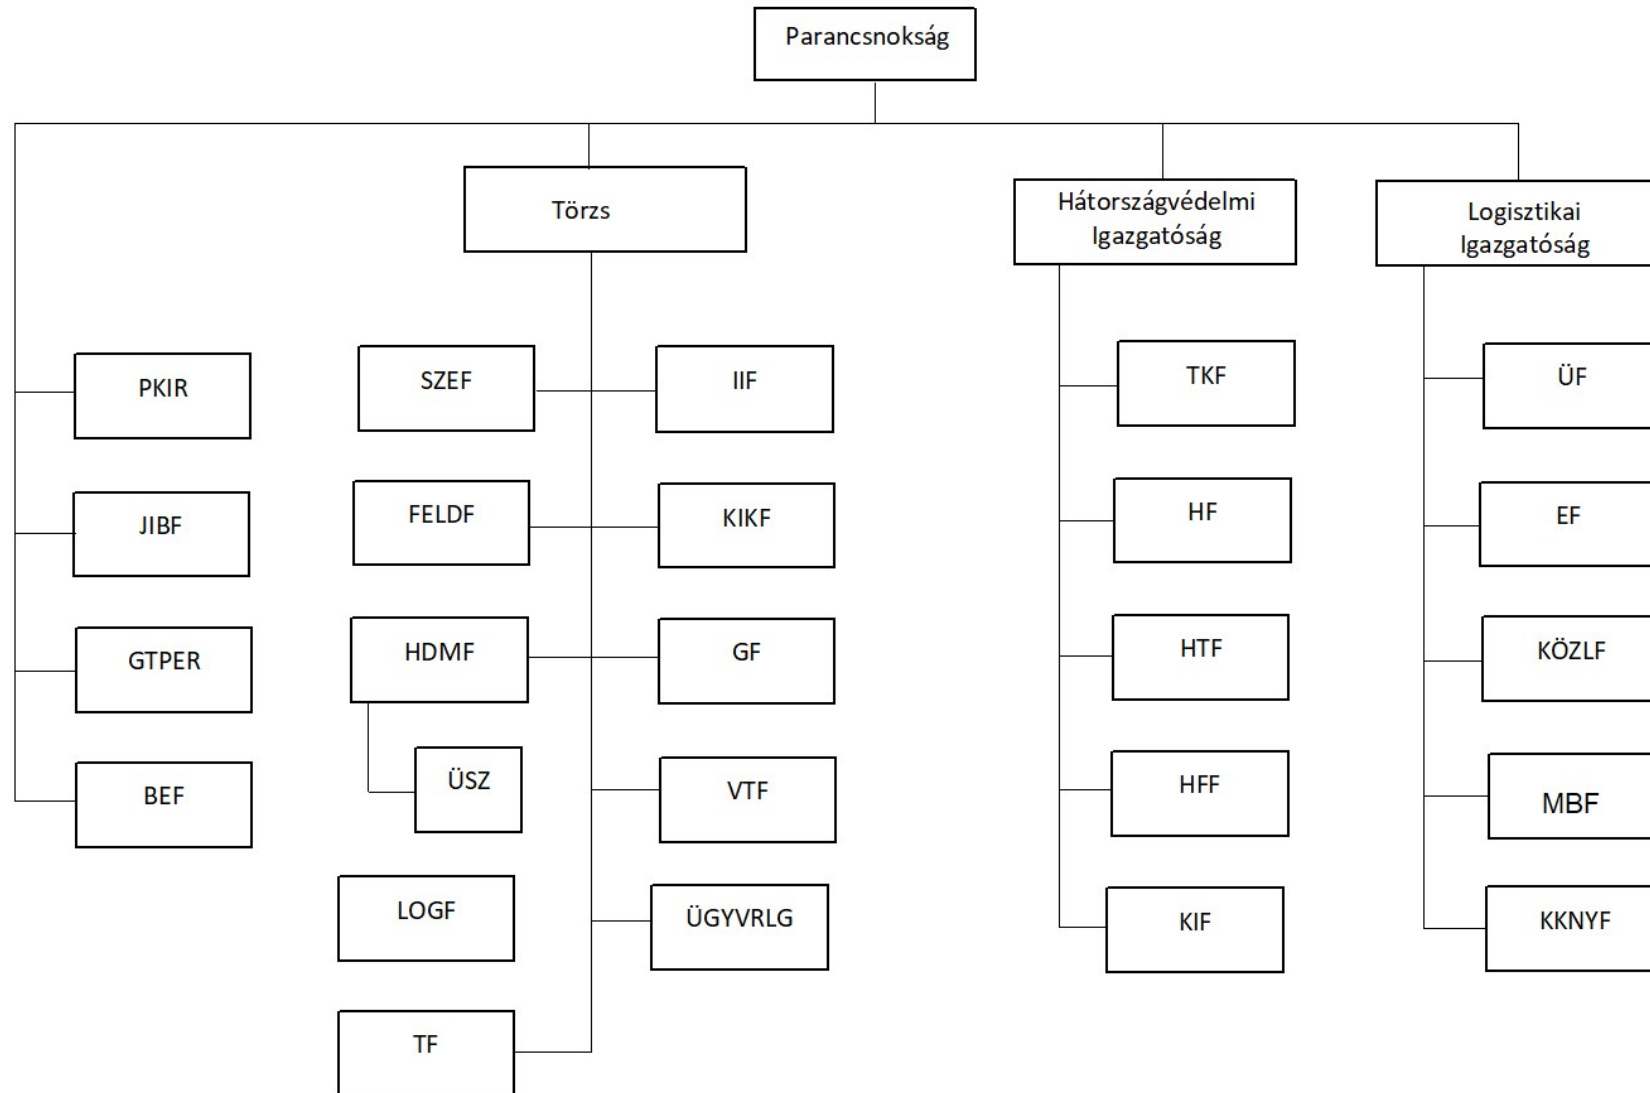 Parancsnokság
Törzs
Hátországvédelmi
Igazgatóság
Logisztikai
Igazgatóság
PKIR
JIBF
GTPER
BEF
SZEF
IIF
FELDF
KIKF
HDMF
GF
ÜSZ
VTF
LOGF
ÜGYVRLG
TF
TKF
HF
HTF
HFF
KIF
ÜF
EF
KÖZLF
MBF
KKNYF